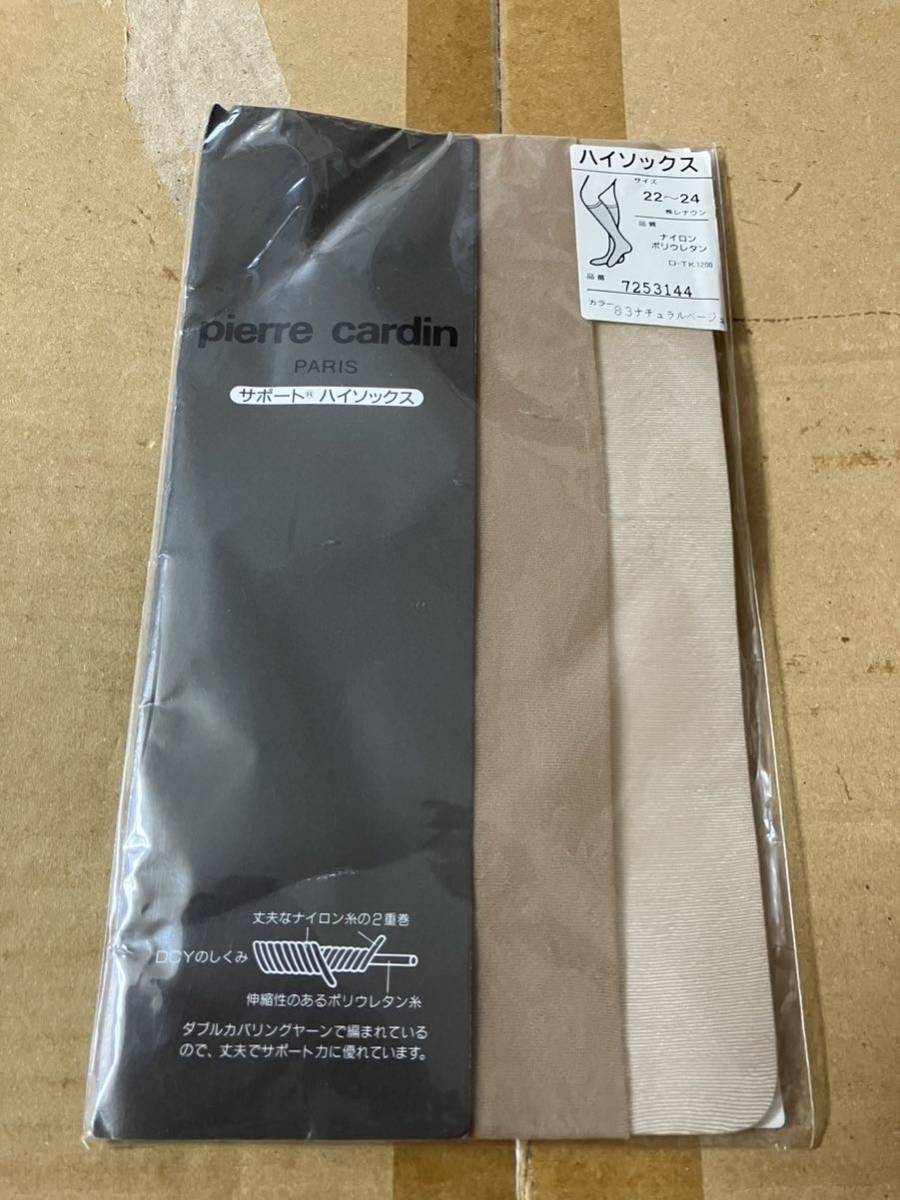 ハイソックス
サイズ
22～24
㈱レナウン
品質
ナイロン
ポリウレタン
D-TK1200
品番
7253144
カラー
83ナチュラルベージュ
pierre cardin
PARIS
サポート® ハイソックス
丈夫なナイロン糸の2重巻
DCYのしくみ
伸縮性のあるポリウレタン糸
ダブルカバリングヤーンで編まれている
ので、丈夫でサポート力に優れています。